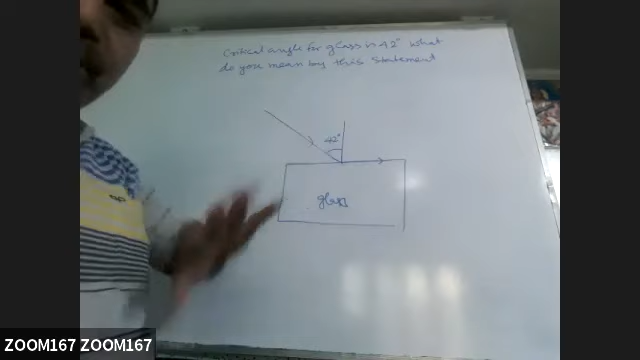 Critical angle for glass is 42° What
do you mean by this statement
42°
glass
ZOOM167 ZOOM167